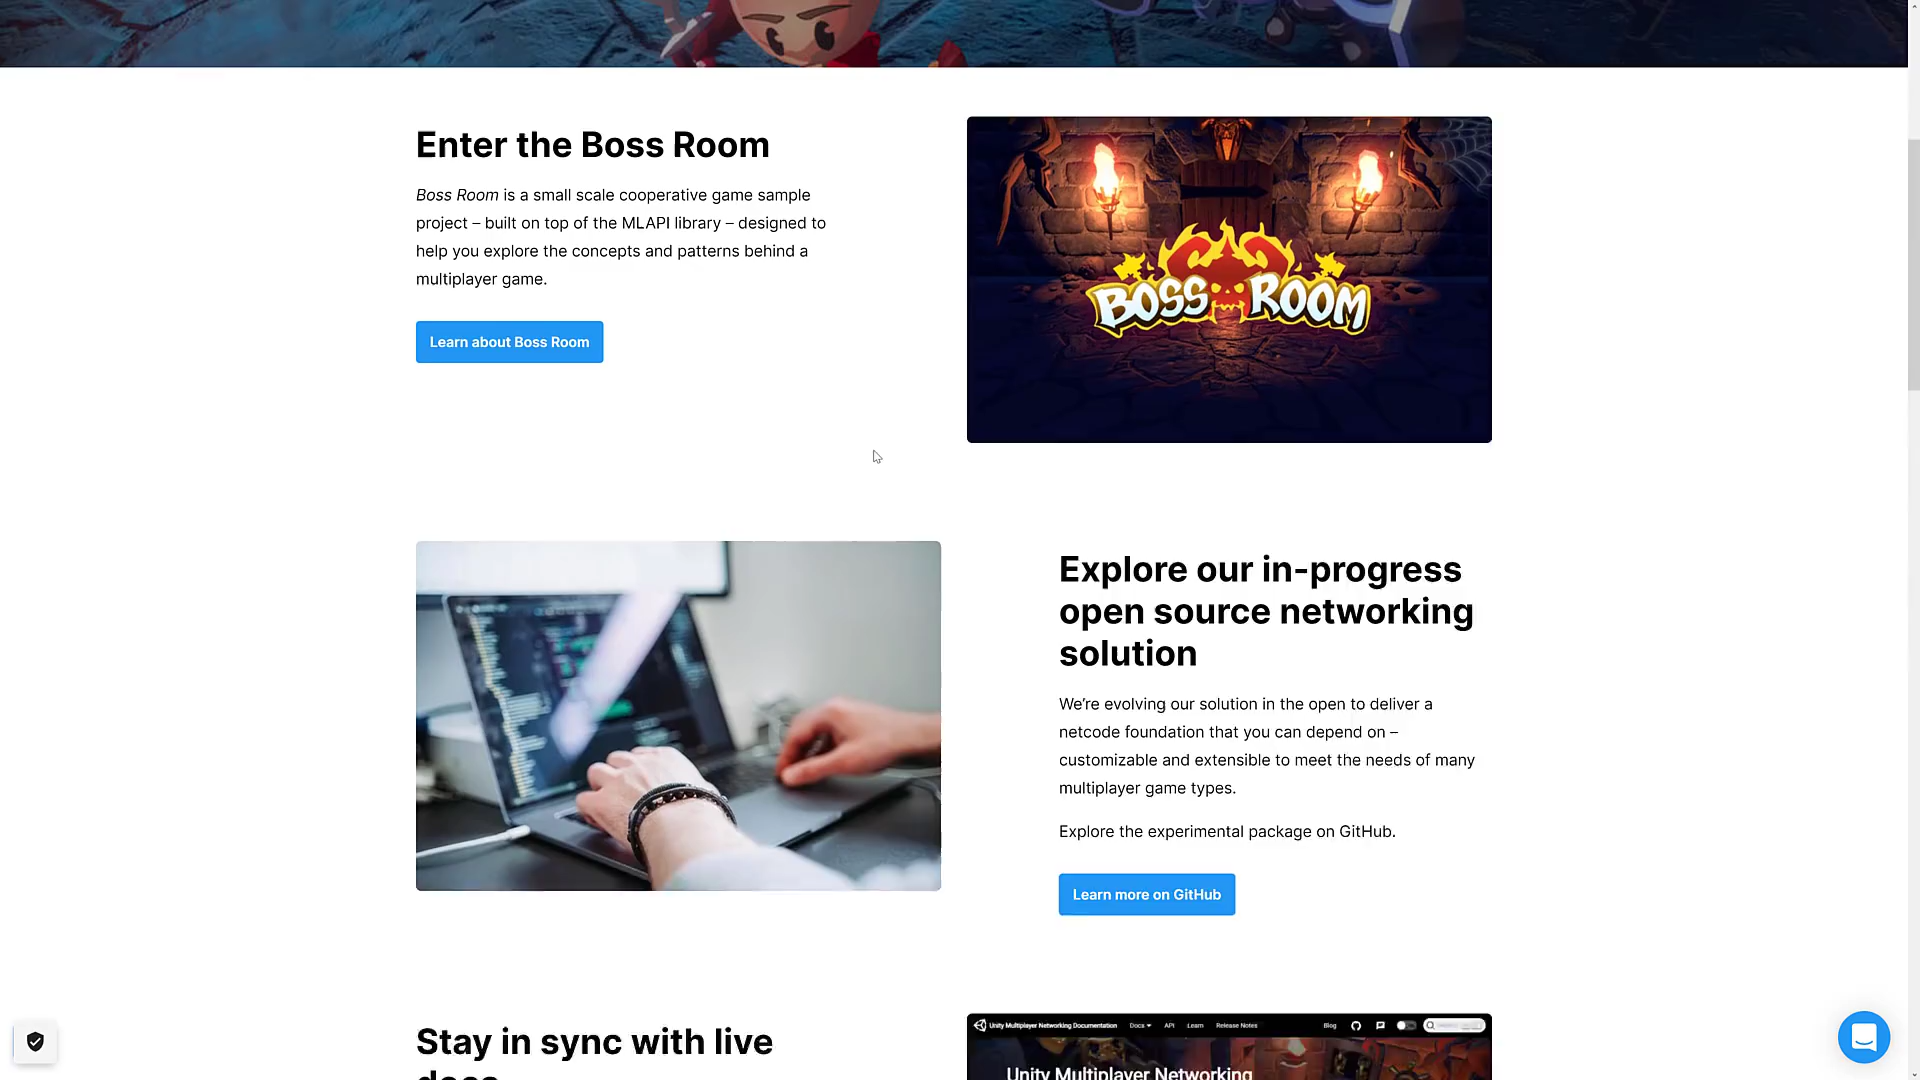 Enter the Boss Room
Boss Room is a small scale cooperative game sample
project – built on top of the MLAPI library – designed to
help you explore the concepts and patterns behind a
multiplayer game.
Learn about Boss Room
BOSS ROOM
Explore our in-progress
open source networking
solution
We’re evolving our solution in the open to deliver a
netcode foundation that you can depend on –
customizable and extensible to meet the needs of many
multiplayer game types.
Explore the experimental package on GitHub.
Learn more on GitHub
Stay in sync with live
docs
Unity Multiplayer Networking Documentation Docs API Learn Release Notes Blog
Unity Multiplayer Networking